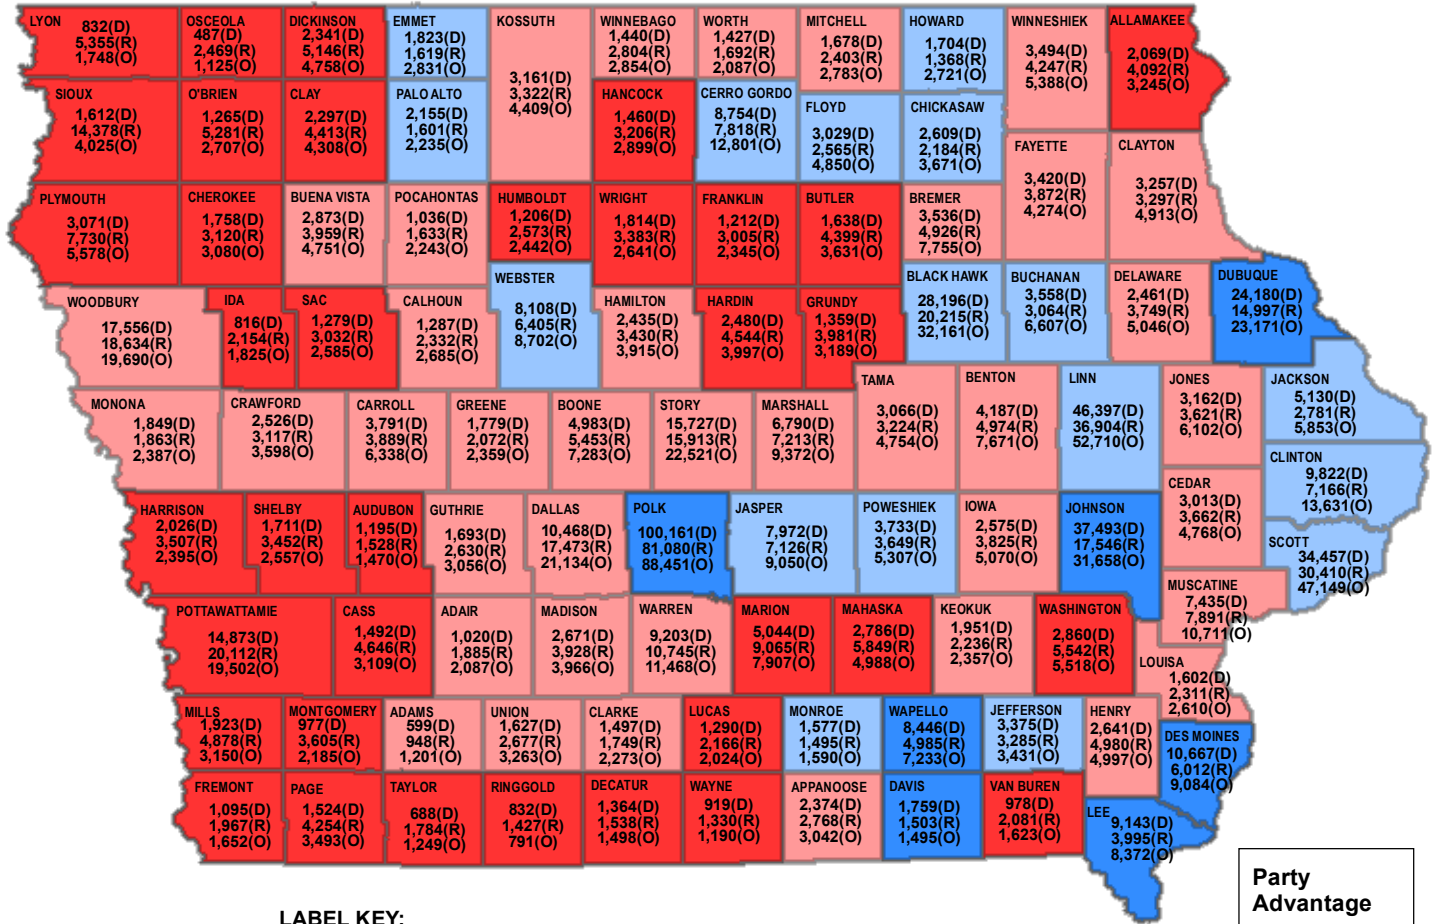 LYON
832(D)
5,355(R)
1,748(O)
OSCEOLA
487(D)
2,469(R)
1,125(O)
DICKINSON
2,341(D)
5,146(R)
4,758(O)
EMMET
1,823(D)
1,619(R)
2,831(O)
KOSSUTH
3,161(D)
3,322(R)
4,409(O)
WINNEBAGO
1,440(D)
2,804(R)
2,854(O)
WORTH
1,427(D)
1,692(R)
2,087(O)
MITCHELL
1,678(D)
2,403(R)
2,783(O)
HOWARD
1,704(D)
1,368(R)
2,721(O)
WINNESHIEK
3,494(D)
4,247(R)
5,388(O)
ALLAMAKEE
2,069(D)
4,092(R)
3,245(O)
SIOUX
1,612(D)
14,378(R)
4,025(O)
O'BRIEN
1,265(D)
5,281(R)
2,707(O)
CLAY
2,297(D)
4,413(R)
4,308(O)
PALO ALTO
2,155(D)
1,601(R)
2,235(O)
HANCOCK
1,460(D)
3,206(R)
2,899(O)
CERRO GORDO
8,754(D)
7,818(R)
12,801(O)
FLOYD
3,029(D)
2,565(R)
4,850(O)
CHICKASAW
2,609(D)
2,184(R)
3,671(O)
FAYETTE
3,420(D)
3,872(R)
4,274(O)
CLAYTON
3,257(D)
3,297(R)
4,913(O)
PLYMOUTH
3,071(D)
7,730(R)
5,578(O)
CHEROKEE
1,758(D)
3,120(R)
3,080(O)
BUENA VISTA
2,873(D)
3,959(R)
4,751(O)
POCAHONTAS
1,036(D)
1,633(R)
2,243(O)
HUMBOLDT
1,206(D)
2,573(R)
2,442(O)
WRIGHT
1,814(D)
3,383(R)
2,641(O)
FRANKLIN
1,212(D)
3,005(R)
2,345(O)
BUTLER
1,638(D)
4,399(R)
3,631(O)
BREMER
3,536(D)
4,926(R)
7,755(O)
WOODBURY
17,556(D)
18,634(R)
19,690(O)
IDA
816(D)
2,154(R)
1,825(O)
SAC
1,279(D)
3,032(R)
2,585(O)
CALHOUN
1,287(D)
2,332(R)
2,685(O)
WEBSTER
8,108(D)
6,405(R)
8,702(O)
HAMILTON
2,435(D)
3,430(R)
3,915(O)
HARDIN
2,480(D)
4,544(R)
3,997(O)
GRUNDY
1,359(D)
3,981(R)
3,189(O)
BLACK HAWK
28,196(D)
20,215(R)
32,161(O)
BUCHANAN
3,558(D)
3,064(R)
6,607(O)
DELAWARE
2,461(D)
3,749(R)
5,046(O)
DUBUQUE
24,180(D)
14,997(R)
23,171(O)
MONONA
1,849(D)
1,863(R)
2,387(O)
CRAWFORD
2,526(D)
3,117(R)
3,598(O)
CARROLL
3,791(D)
3,889(R)
6,338(O)
GREENE
1,779(D)
2,072(R)
2,359(O)
BOONE
4,983(D)
5,453(R)
7,283(O)
STORY
15,727(D)
15,913(R)
22,521(O)
MARSHALL
6,790(D)
7,213(R)
9,372(O)
TAMA
3,066(D)
3,224(R)
4,754(O)
BENTON
4,187(D)
4,974(R)
7,671(O)
LINN
46,397(D)
36,904(R)
52,710(O)
JONES
3,162(D)
3,621(R)
6,102(O)
JACKSON
5,130(D)
2,781(R)
5,853(O)
CLINTON
9,822(D)
7,166(R)
13,631(O)
CEDAR
3,013(D)
3,662(R)
4,768(O)
HARRISON
2,026(D)
3,507(R)
2,395(O)
SHELBY
1,711(D)
3,452(R)
2,557(O)
AUDUBON
1,195(D)
1,528(R)
1,470(O)
GUTHRIE
1,693(D)
2,630(R)
3,056(O)
DALLAS
10,468(D)
17,473(R)
21,134(O)
POLK
100,161(D)
81,080(R)
88,451(O)
JASPER
7,972(D)
7,126(R)
9,050(O)
POWESHIEK
3,733(D)
3,649(R)
5,307(O)
IOWA
2,575(D)
3,825(R)
5,070(O)
JOHNSON
37,493(D)
17,546(R)
31,658(O)
SCOTT
34,457(D)
30,410(R)
47,149(O)
MUSCATINE
7,435(D)
7,891(R)
10,711(O)
POTTAWATTAMIE
14,873(D)
20,112(R)
19,502(O)
CASS
1,492(D)
4,646(R)
3,109(O)
ADAIR
1,020(D)
1,885(R)
2,087(O)
MADISON
2,671(D)
3,928(R)
3,966(O)
WARREN
9,203(D)
10,745(R)
11,468(O)
MARION
5,044(D)
9,065(R)
7,907(O)
MAHASKA
2,786(D)
5,849(R)
4,988(O)
KEOKUK
1,951(D)
2,236(R)
2,357(O)
WASHINGTON
2,860(D)
5,542(R)
5,518(O)
LOUISA
1,602(D)
2,311(R)
2,610(O)
MILLS
1,923(D)
4,878(R)
3,150(O)
MONTGOMERY
977(D)
3,605(R)
2,185(O)
ADAMS
599(D)
948(R)
1,201(O)
UNION
1,627(D)
2,677(R)
3,263(O)
CLARKE
1,497(D)
1,749(R)
2,273(O)
LUCAS
1,290(D)
2,166(R)
2,024(O)
MONROE
1,577(D)
1,495(R)
1,590(O)
WAPELLO
8,446(D)
4,985(R)
7,233(O)
JEFFERSON
3,375(D)
3,285(R)
3,431(O)
HENRY
2,641(D)
4,980(R)
4,997(O)
DES MOINES
10,667(D)
6,012(R)
9,084(O)
FREMONT
1,095(D)
1,967(R)
1,652(O)
PAGE
1,524(D)
4,254(R)
3,493(O)
TAYLOR
688(D)
1,784(R)
1,249(O)
RINGGOLD
832(D)
1,427(R)
791(O)
DECATUR
1,364(D)
1,538(R)
1,498(O)
WAYNE
919(D)
1,330(R)
1,190(O)
APPANOOSE
2,374(D)
2,768(R)
3,042(O)
DAVIS
1,759(D)
1,503(R)
1,495(O)
VAN BUREN
978(D)
2,081(R)
1,623(O)
LEE
9,143(D)
3,995(R)
8,372(O)
Party
Advantage
LABEL KEY: